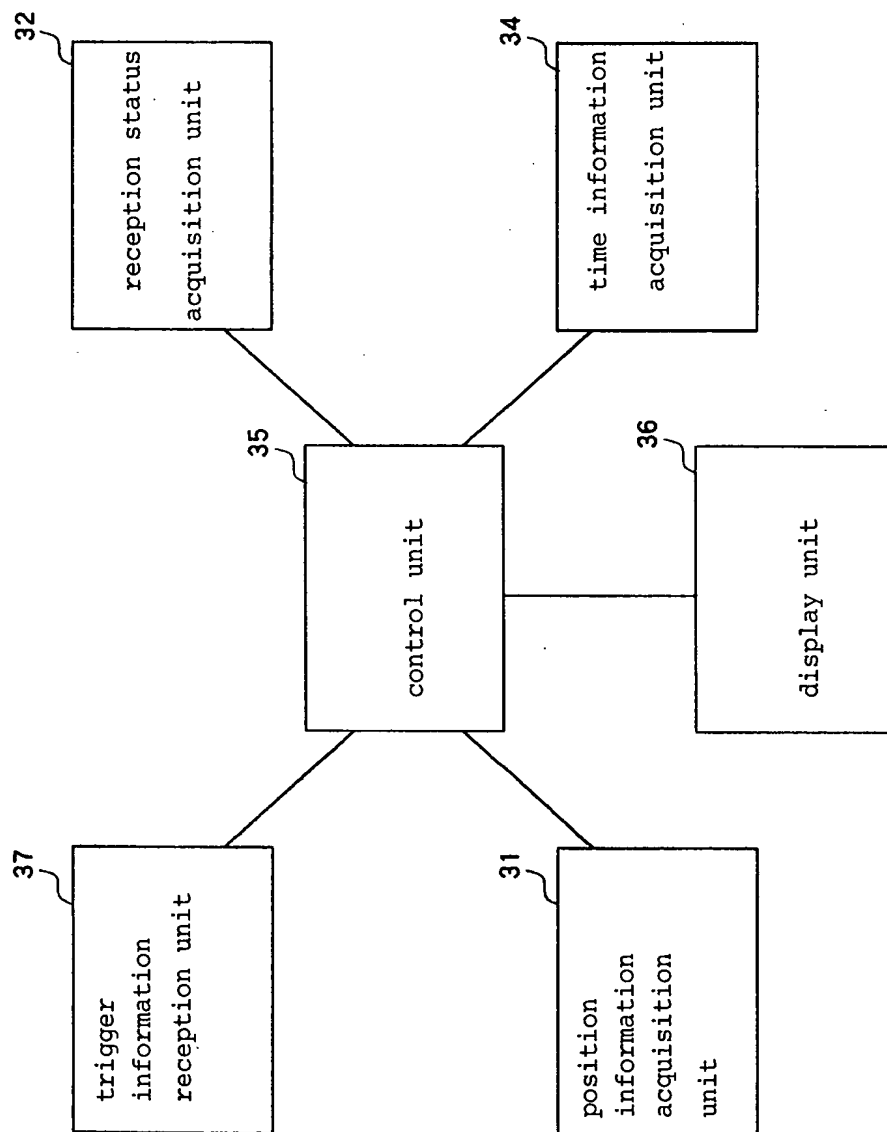 37
trigger
information
reception unit
32
reception status
acquisition unit
35
control unit
31
position
information
acquisition
unit
34
time information
acquisition unit
36
display unit